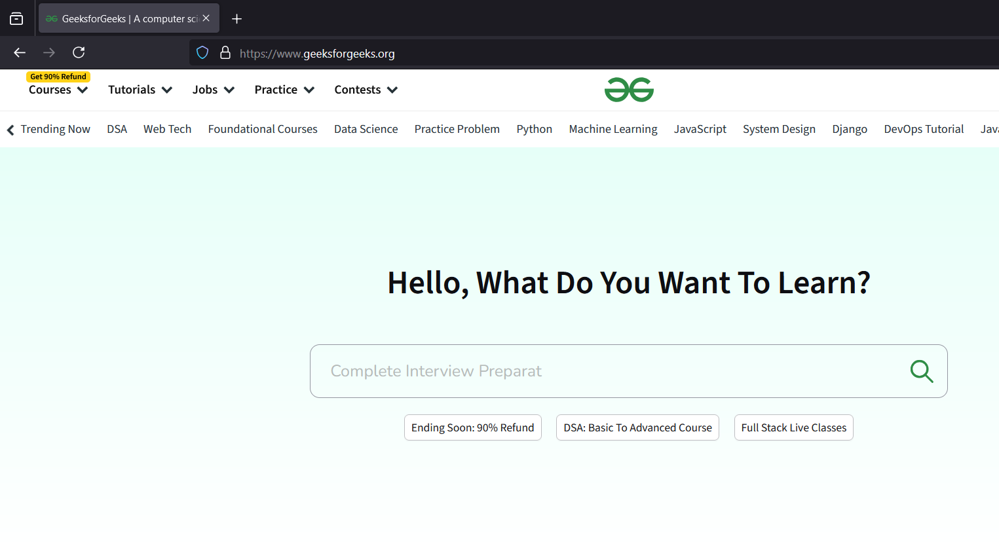 GeeksforGeeks | A computer sci
https://www.geeksforgeeks.org
Get 90% Refund
Courses Tutorials Jobs Practice Contests
Trending Now DSA Web Tech Foundational Courses Data Science Practice Problem Python Machine Learning JavaScript System Design Django DevOps Tutorial Jav
Hello, What Do You Want To Learn?
Complete Interview Preparat
Ending Soon: 90% Refund DSA: Basic To Advanced Course Full Stack Live Classes